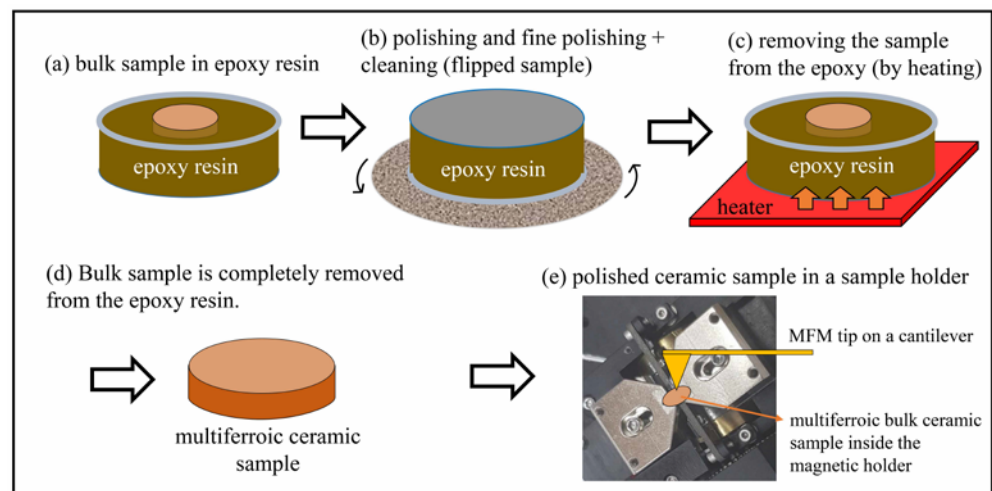 (a) bulk sample in epoxy resin
epoxy resin
(b) polishing and fine polishing +
cleaning (flipped sample)
epoxy resin
(c) removing the sample
from the epoxy (by heating)
epoxy resin
heater
(d) Bulk sample is completely removed
from the epoxy resin.
multiferroic ceramic
sample
(e) polished ceramic sample in a sample holder
MFM tip on a cantilever
multiferroic bulk ceramic
sample inside the
magnetic holder